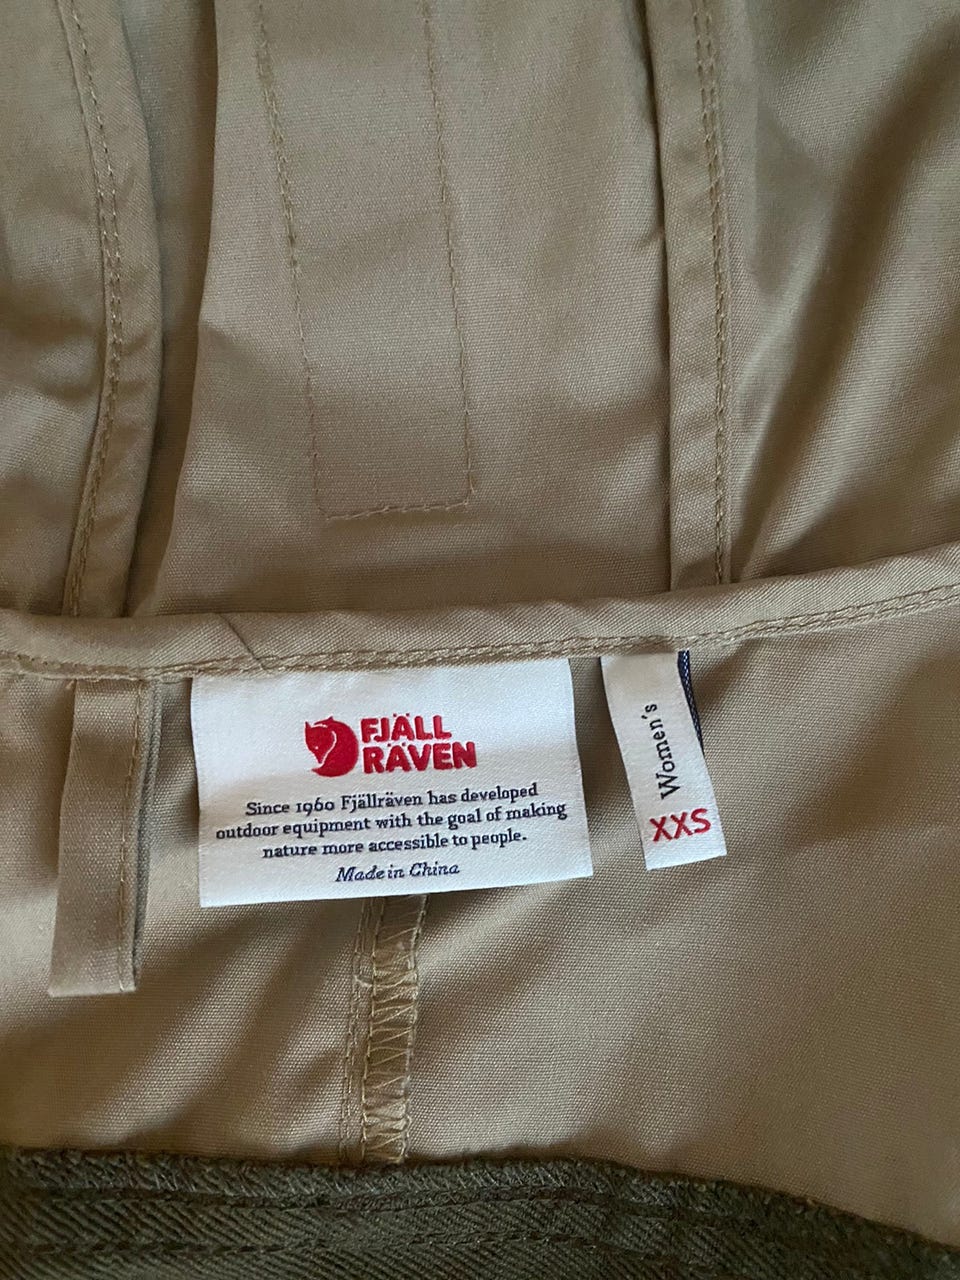 FJÄLL
RÄVEN
Since 1960 Fjällräven has developed
outdoor equipment with the goal of making
nature more accessible to people.
Made in China
Women's
XXS